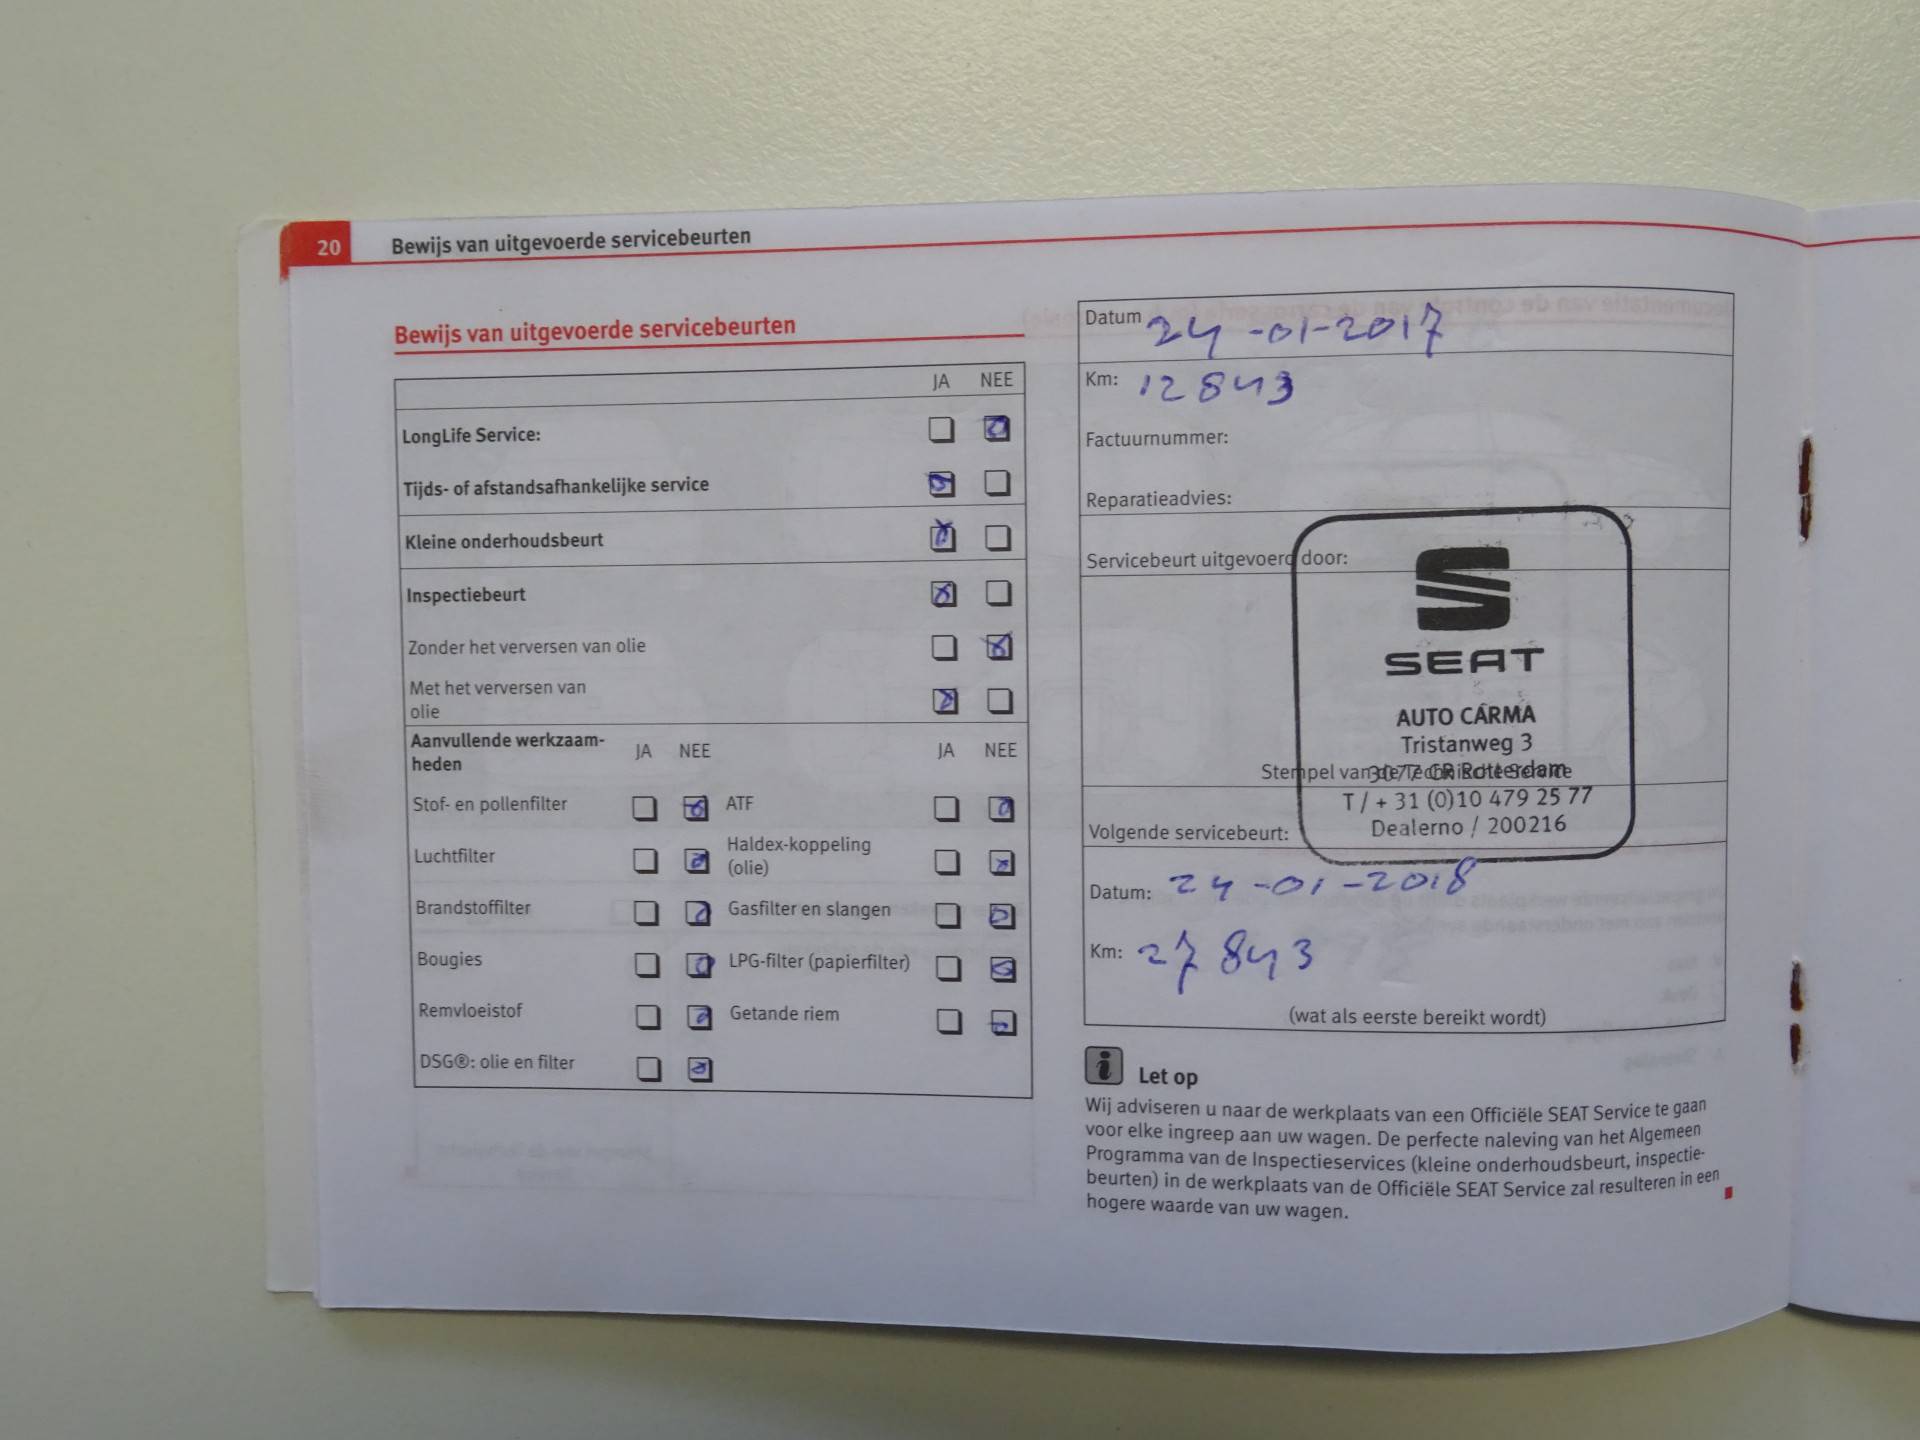 20 Bewijs van uitgevoerde servicebeurten
Bewijs van uitgevoerde servicebeurten
JA NEE
LongLife Service:
Tijds- of afstandsafhankelijke service
Kleine onderhoudsbeurt
Inspectiebeurt
Zonder het verversen van olie
Met het verversen van
olie
Aanvullende werkzaam-
heden
JA NEE JA NEE
Stof- en pollenfilter ATF
Luchtfilter Haldex-koppeling
(olie)
Brandstoffilter Gasfilter en slangen
Bougies LPG-filter (papierfilter)
Remvloeistof Getande riem
DSG®: olie en filter
Datum 24-01-2017
Km: 12843
Factuurnummer:
Reparatieadvies:
Servicebeurt uitgevoerd door:
SEAT
AUTO CARMA
Tristanweg 3
3077 CR Rotterdam
Stempel van de Technische Service
T / + 31 (0)10 479 25 77
Dealerno / 200216
Volgende servicebeurt:
Datum: 24-01-2018
Km: 27843
(wat als eerste bereikt wordt)
i Let op
Wij adviseren u naar de werkplaats van een Officiële SEAT Service te gaan
voor elke ingreep aan uw wagen. De perfecte naleving van het Algemeen
Programma van de Inspectieservices (kleine onderhoudsbeurt, inspectie-
beurten) in de werkplaats van de Officiële SEAT Service zal resulteren in een
hogere waarde van uw wagen.